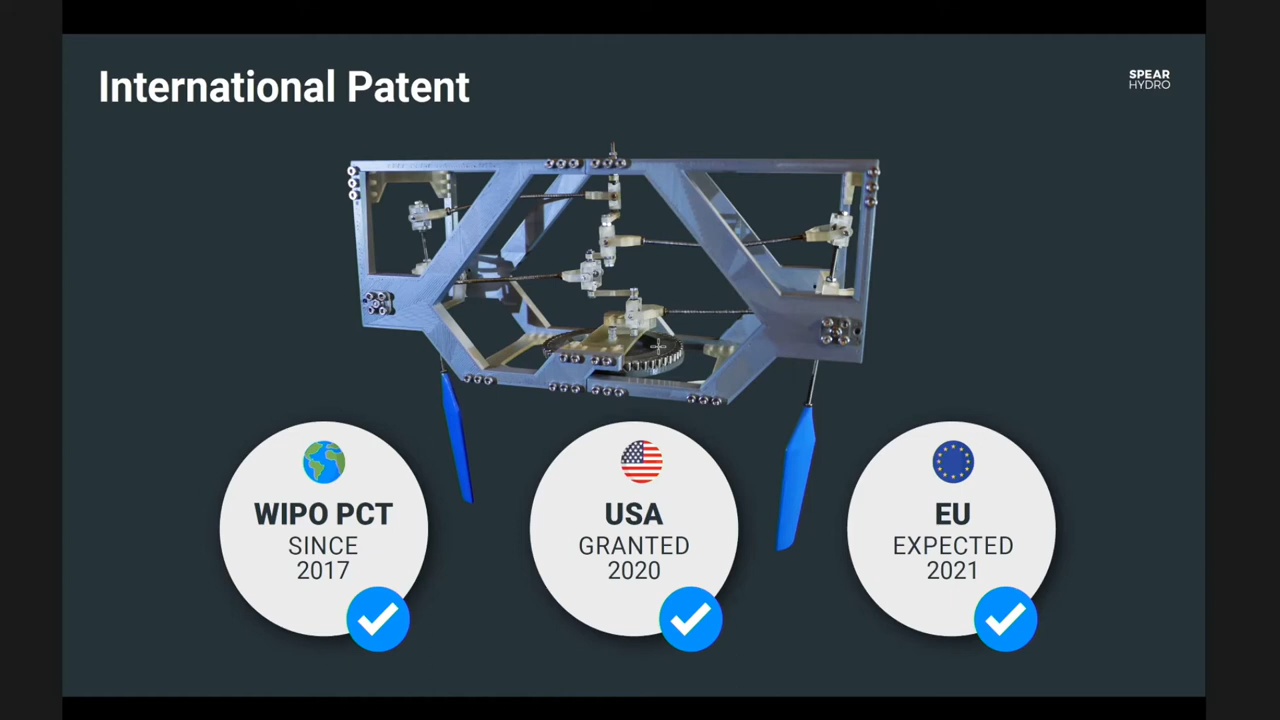 International Patent
SPEAR
HYDRO
WIPO PCT
SINCE
2017
USA
GRANTED
2020
EU
EXPECTED
2021